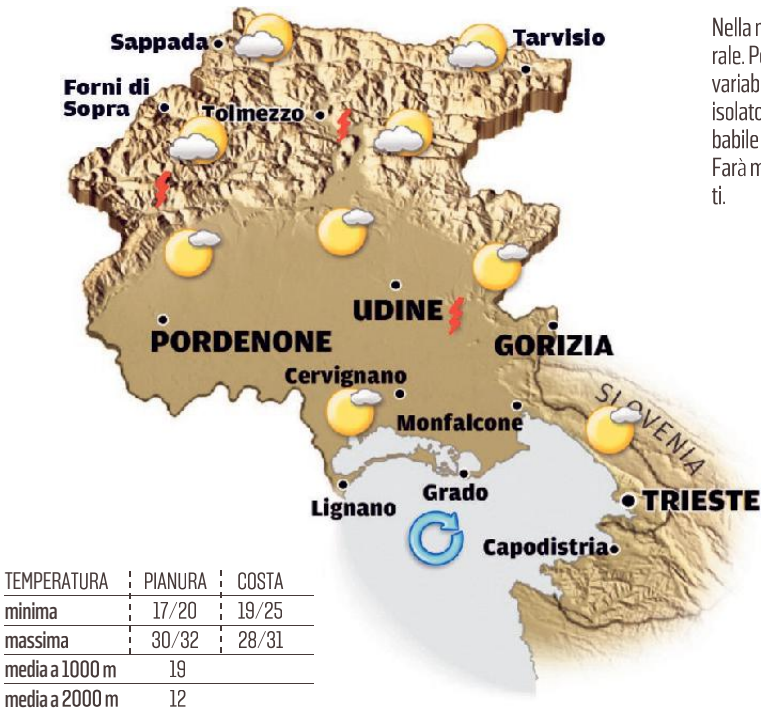 Sappada
Tarvisio
Forni di
Sopra
Tolmezzo
UDINE
PORDENONE
GORIZIA
Cervignano
Monfalcone
SLOVENIA
Lignano
Grado
TRIESTE
Capodistria
Nella
rale.
variab
isolato
babile
Farà
ti.
TEMPERATURA PIANURA COSTA
minima 17/20 19/25
massima 30/32 28/31
media a 1000 m 19
media a 2000 m 12